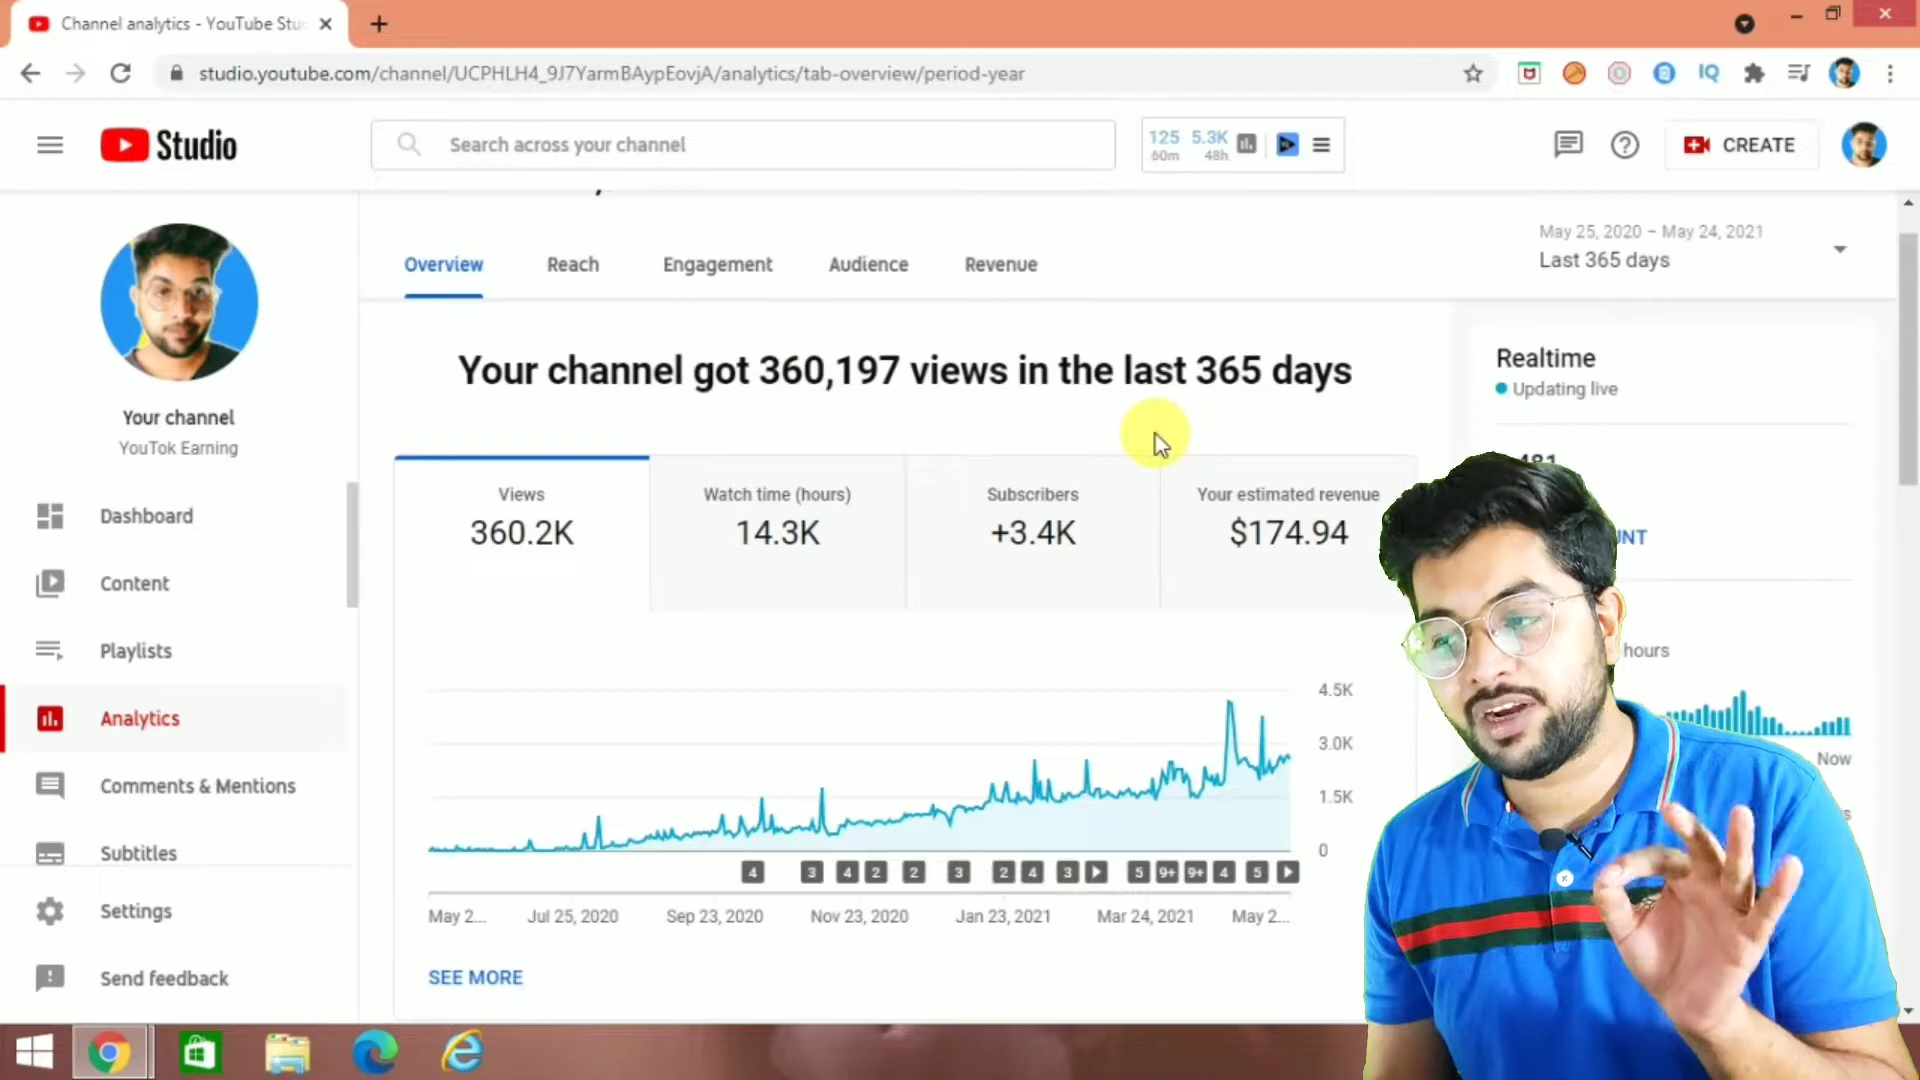 Channel analytics - YouTube Stu
studio.youtube.com/channel/UCPHLH4_9J7YarmBAypEovjA/analytics/tab-overview/period-year
IQ
Studio
Search across your channel
125 5.3K
60m 48h
CREATE
May 25, 2020 – May 24, 2021
Last 365 days
Overview Reach Engagement Audience Revenue
Your channel got 360,197 views in the last 365 days
Realtime
Updating live
Your channel
YouTok Earning
Views
360.2K
Watch time (hours)
14.3K
Subscribers
+3.4K
Your estimated revenue
$174.94
hours
Now
Dashboard
Content
Playlists
Analytics
Comments & Mentions
Subtitles
Settings
Send feedback
4.5K
3.0K
1.5K
0
4 3 4 2 2 3 2 4 3 5 9+ 9+ 4 5
May 2... Jul 25, 2020 Sep 23, 2020 Nov 23, 2020 Jan 23, 2021 Mar 24, 2021 May 2...
SEE MORE